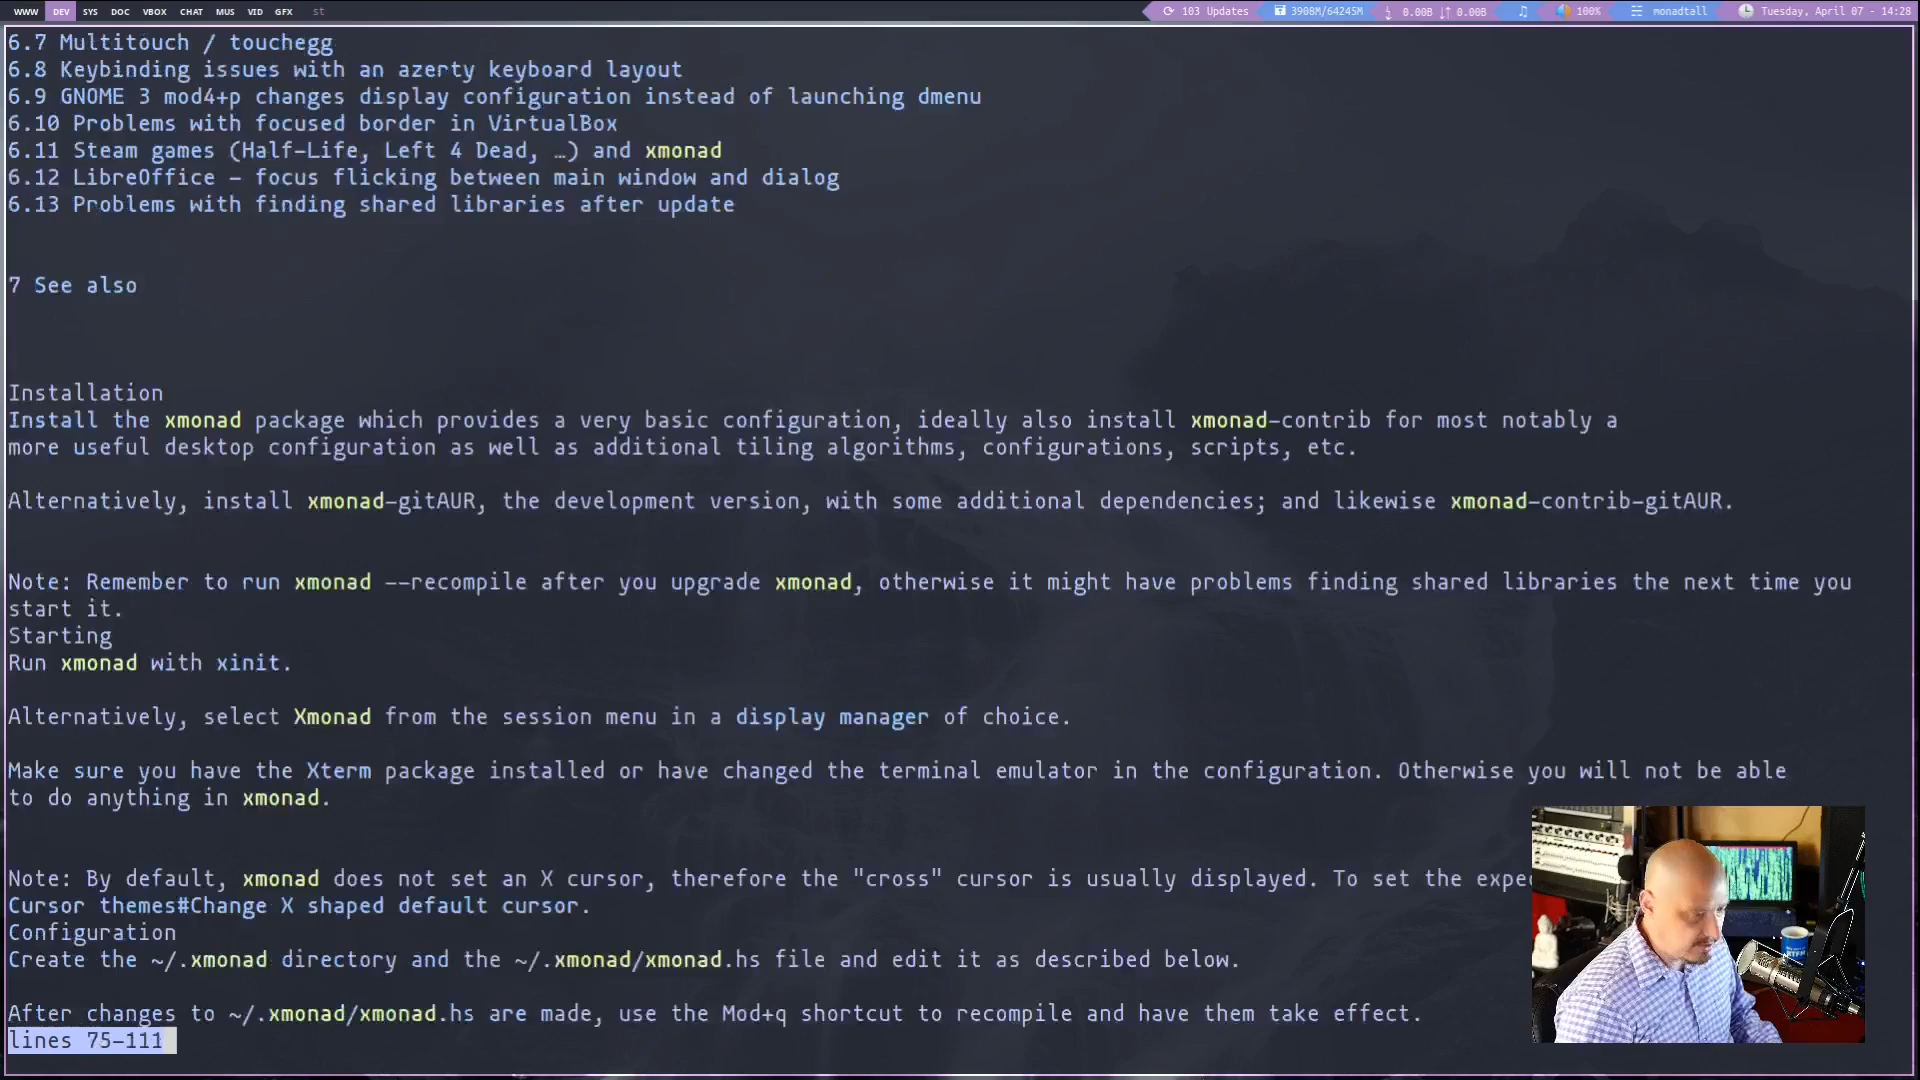 WWW DEV SYS DOC VBOX CHAT MUS VID GFX st 103 Updates 3908M/64245M 0.00B ↓↑ 0.00B 100% monadtall Tuesday, April 07 - 14:28
6.7 Multitouch / touchegg
6.8 Keybinding issues with an azerty keyboard layout
6.9 GNOME 3 mod4+p changes display configuration instead of launching dmenu
6.10 Problems with focused border in VirtualBox
6.11 Steam games (Half-Life, Left 4 Dead, …) and xmonad
6.12 LibreOffice - focus flicking between main window and dialog
6.13 Problems with finding shared libraries after update
7 See also
Installation
Install the xmonad package which provides a very basic configuration, ideally also install xmonad-contrib for most notably a
more useful desktop configuration as well as additional tiling algorithms, configurations, scripts, etc.
Alternatively, install xmonad-gitAUR, the development version, with some additional dependencies; and likewise xmonad-contrib-gitAUR.
Note: Remember to run xmonad --recompile after you upgrade xmonad, otherwise it might have problems finding shared libraries the next time you
start it.
Starting
Run xmonad with xinit.
Alternatively, select Xmonad from the session menu in a display manager of choice.
Make sure you have the Xterm package installed or have changed the terminal emulator in the configuration. Otherwise you will not be able
to do anything in xmonad.
Note: By default, xmonad does not set an X cursor, therefore the "cross" cursor is usually displayed. To set the expe
Cursor themes#Change X shaped default cursor.
Configuration
Create the ~/.xmonad directory and the ~/.xmonad/xmonad.hs file and edit it as described below.
After changes to ~/.xmonad/xmonad.hs are made, use the Mod+q shortcut to recompile and have them take effect.
lines 75-111